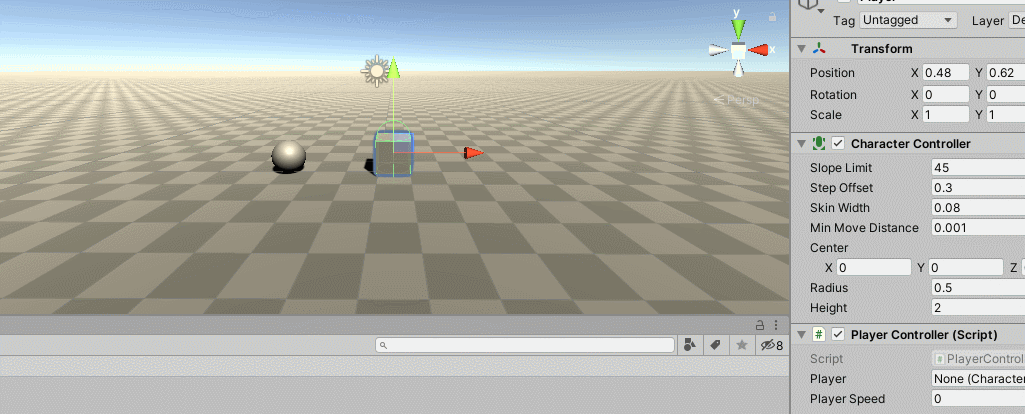 y
x
Persp
8
Tag Untagged Layer
Transform
Position X 0.48 Y 0.62
Rotation X 0 Y 0
Scale X 1 Y 1
Character Controller
Slope Limit 45
Step Offset 0.3
Skin Width 0.08
Min Move Distance 0.001
Center
X 0 Y 0 Z
Radius 0.5
Height 2
# Player Controller (Script)
Script # PlayerControl
Player None (Character
Player Speed 0